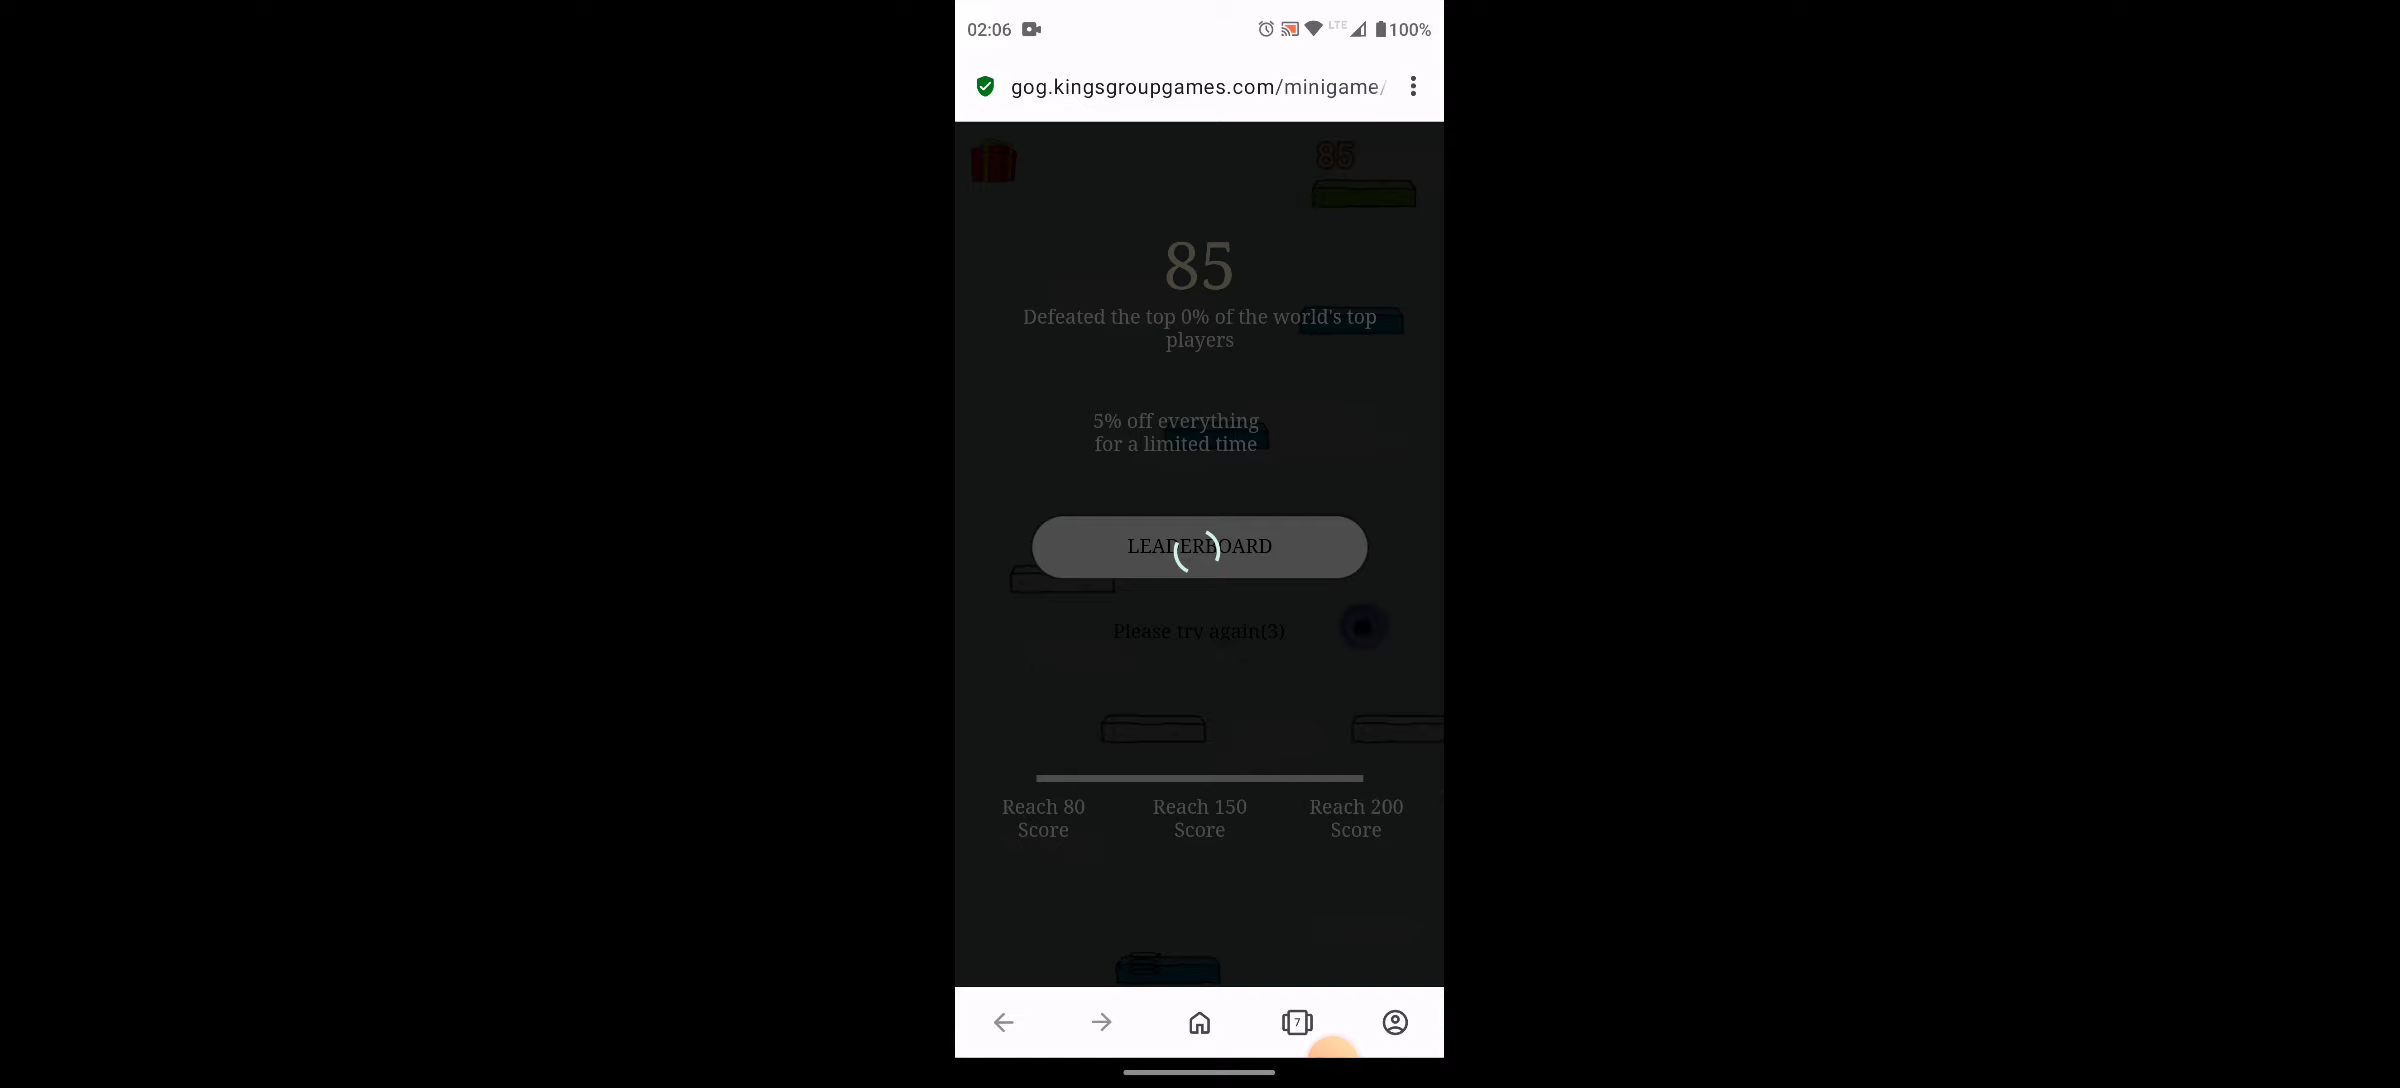 02:06
LTE
100%
gog.kingsgroupgames.com/minigame/
85
85
Defeated the top 0% of the world's top
players
5% off everything
for a limited time
LEADERBOARD
Please try again(3)
Reach 80
Score
Reach 150
Score
Reach 200
Score
7